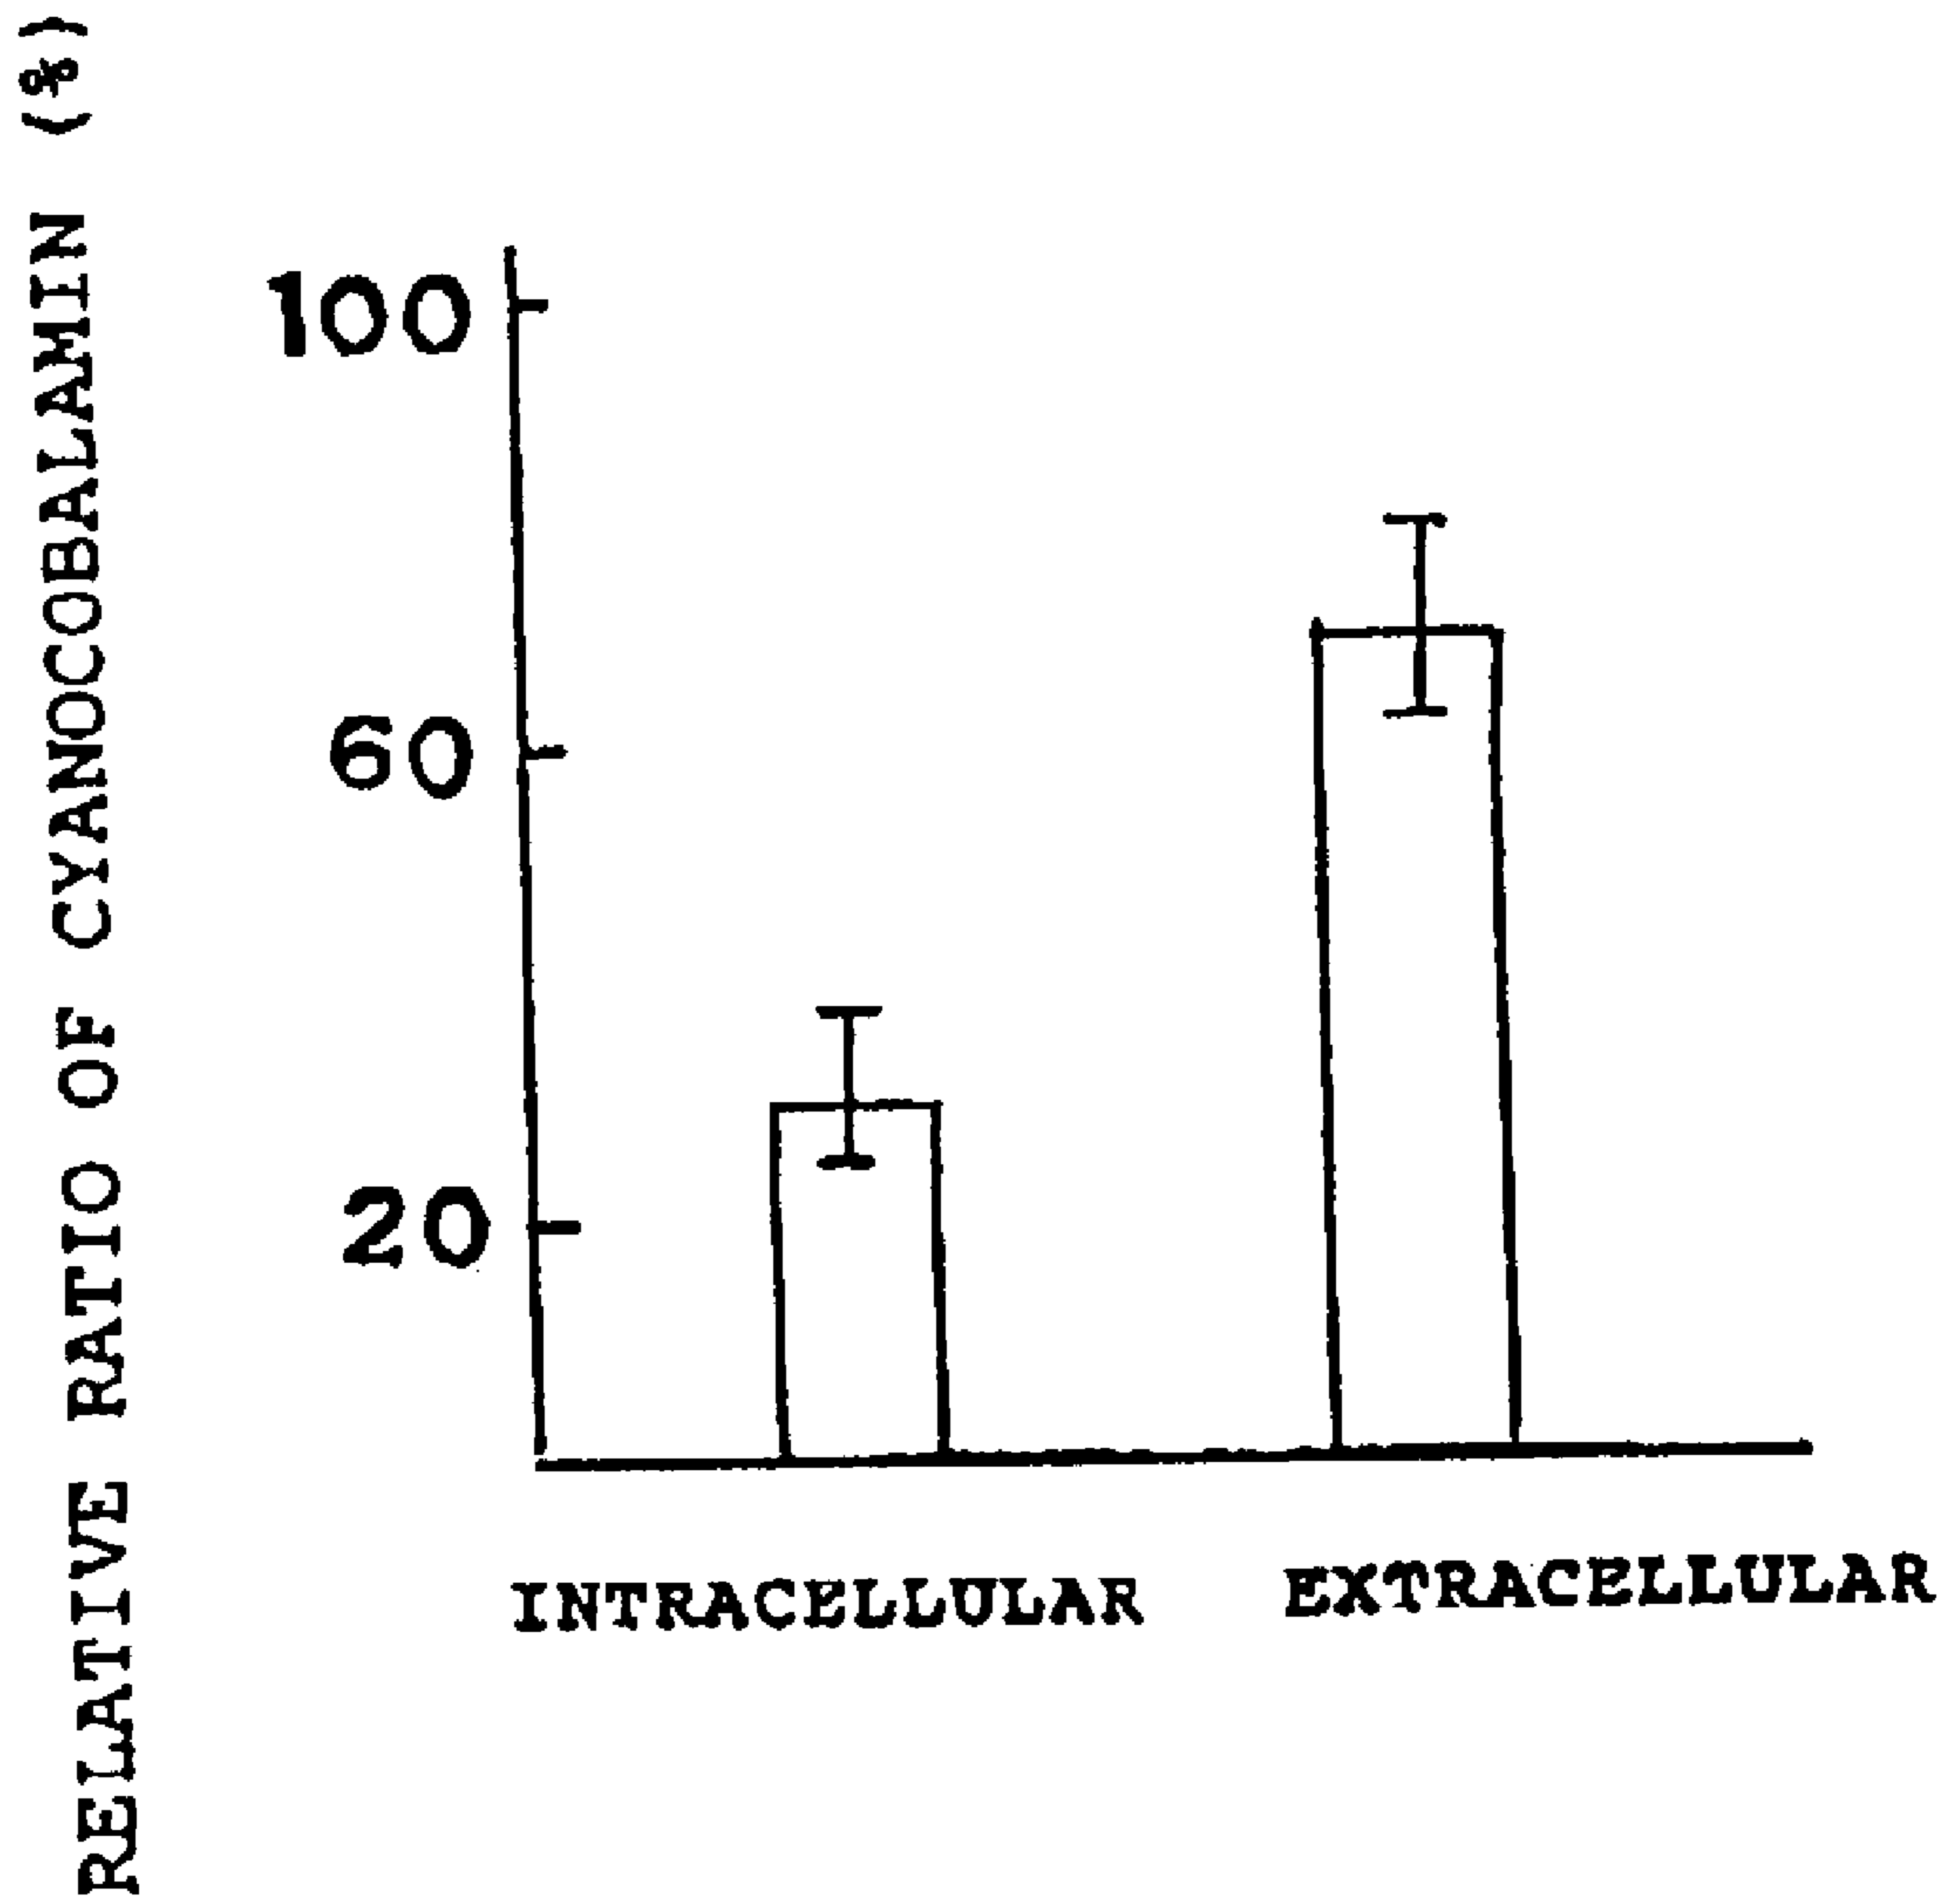 RELATIVE RATIO OF CYANOCOBALAMIN (%)
100
60
20
INTRACELLULAR
EXTRACELLULAR